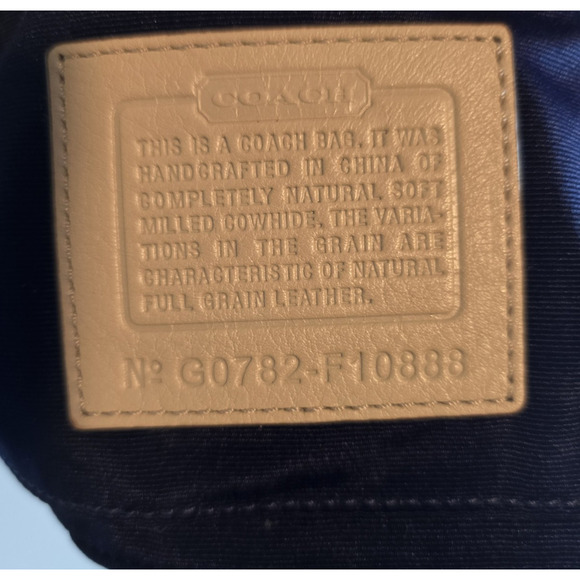 COACH
THIS IS A COACH BAG. IT WAS
HANDCRAFTED IN CHINA OF
COMPLETELY NATURAL, SOFT
MILLED COWHIDE. THE VARIA-
TIONS IN THE GRAIN ARE
CHARACTERISTIC OF NATURAL
FULL GRAIN LEATHER.
Nº G0782-F10888